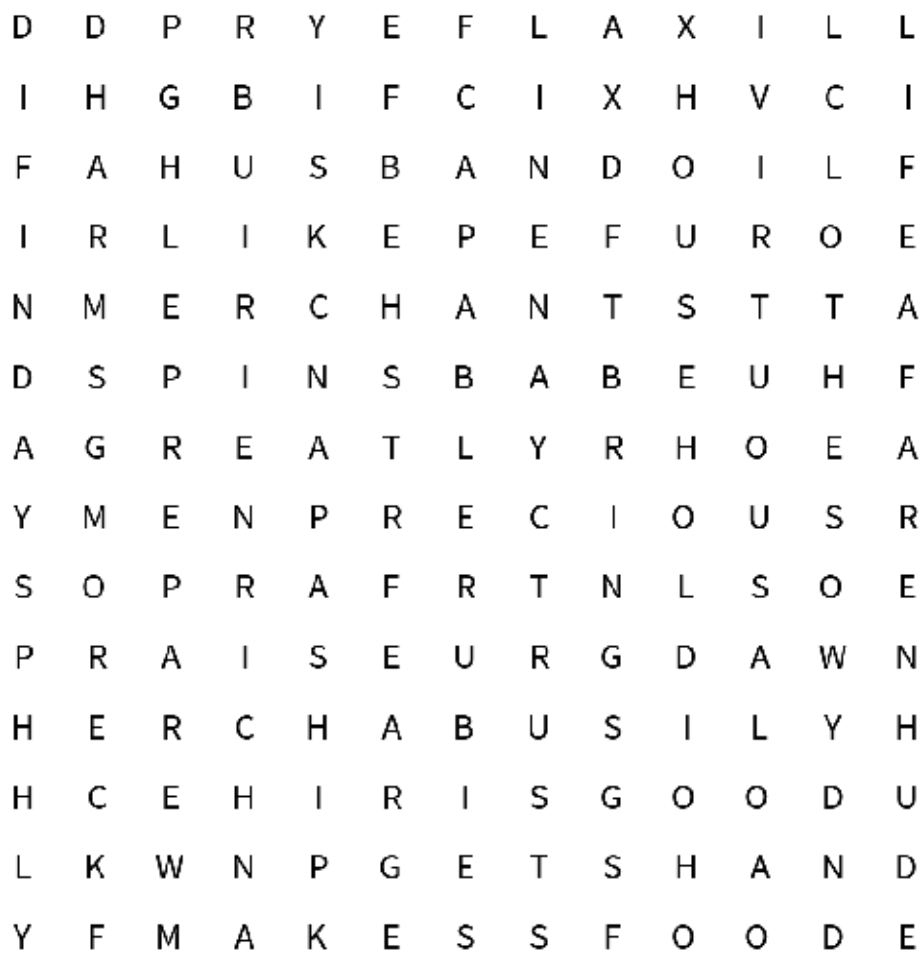 D D P R Y E F L A X I L L
I H G B I F C I X H V C I
F A H U S B A N D O I L F
I R L I K E P E F U R O E
N M E R C H A N T S T T A
D S P I N S B A B E U H F
A G R E A T L Y R H O E A
Y M E N P R E C I O U S R
S O P R A F R T N L S O E
P R A I S E U R G D A W N
H E R C H A B U S I L Y H
H C E H I R I S G O O D U
L K W N P G E T S H A N D
Y F M A K E S S F O O D E